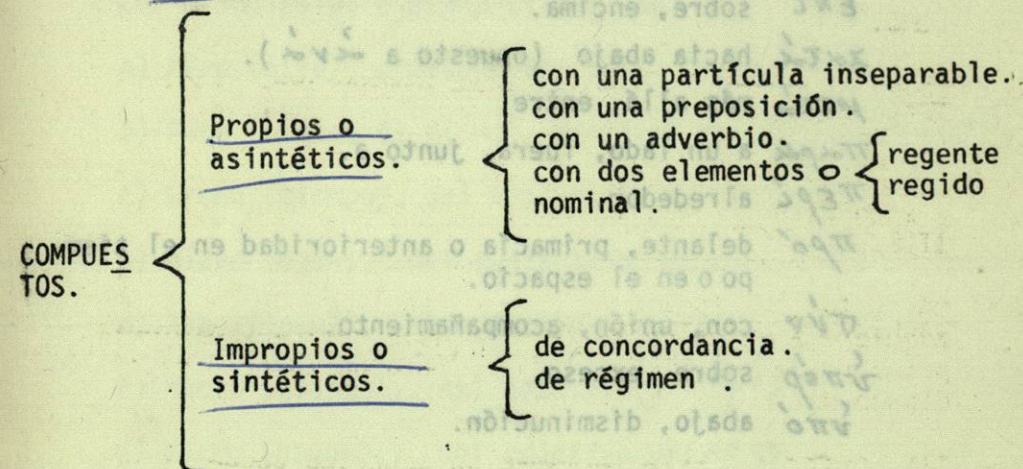 COMPUES
TOS.
Propios o
asintéticos.
con una partícula inseparable.
con una preposición.
con un adverbio.
con dos elementos o
nominal.
regente
regido
Impropios o
sintéticos.
de concordancia.
de régimen .